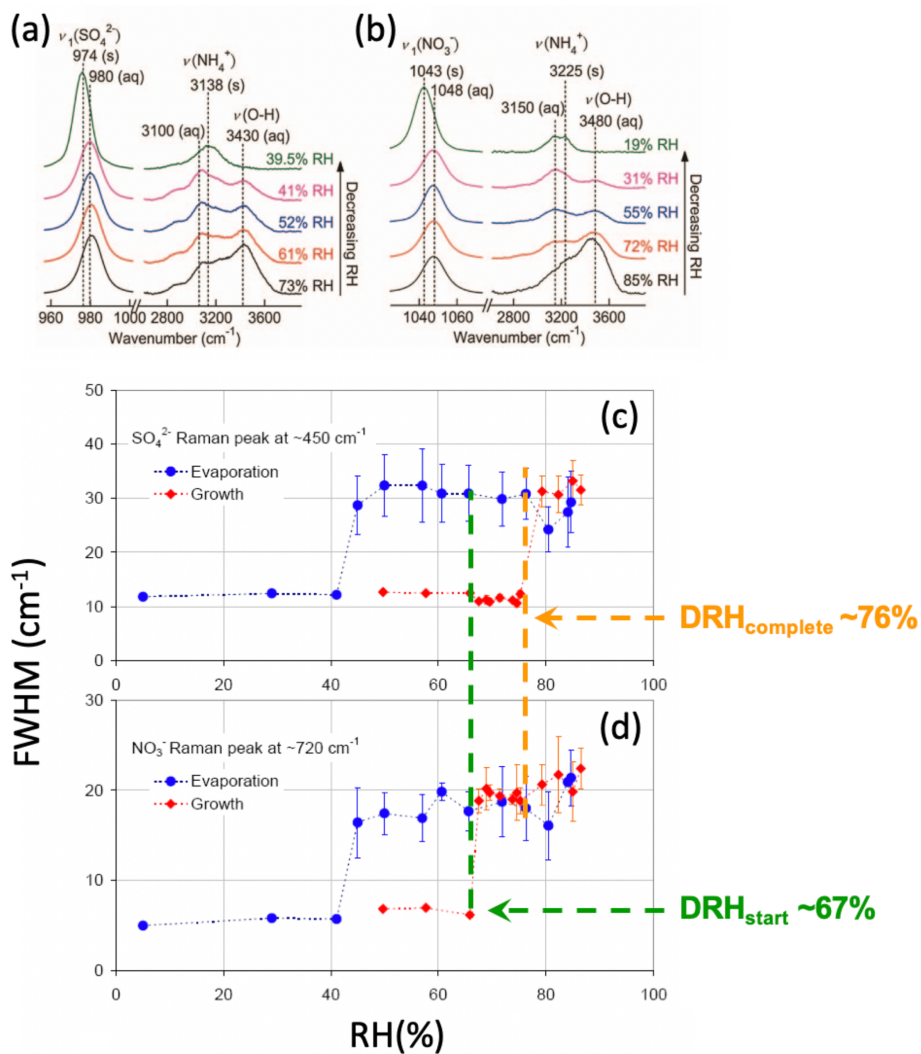 (a)
ν₁(SO₄²⁻)
974 (s)
980 (aq)
ν(NH₄⁺)
3138 (s)
3100 (aq)
ν(O-H)
3430 (aq)
39.5% RH
41% RH
52% RH
61% RH
73% RH
Decreasing RH
960 980 1000 2800 3200 3600
Wavenumber (cm⁻¹)
(b)
ν₁(NO₃⁻)
1043 (s)
1048 (aq)
ν(NH₄⁺)
3225 (s)
3150 (aq)
ν(O-H)
3480 (aq)
19% RH
31% RH
55% RH
72% RH
85% RH
Decreasing RH
1040 1060 2800 3200 3600
Wavenumber (cm⁻¹)
FWHM (cm⁻¹)
50
40
30
20
10
0
(c)
SO₄²⁻ Raman peak at ~450 cm⁻¹
Evaporation
Growth
DRHcomplete ~76%
0 20 40 60 80 100
30
20
10
0
(d)
NO₃⁻ Raman peak at ~720 cm⁻¹
Evaporation
Growth
DRHstart ~67%
0 20 40 60 80 100
RH(%)